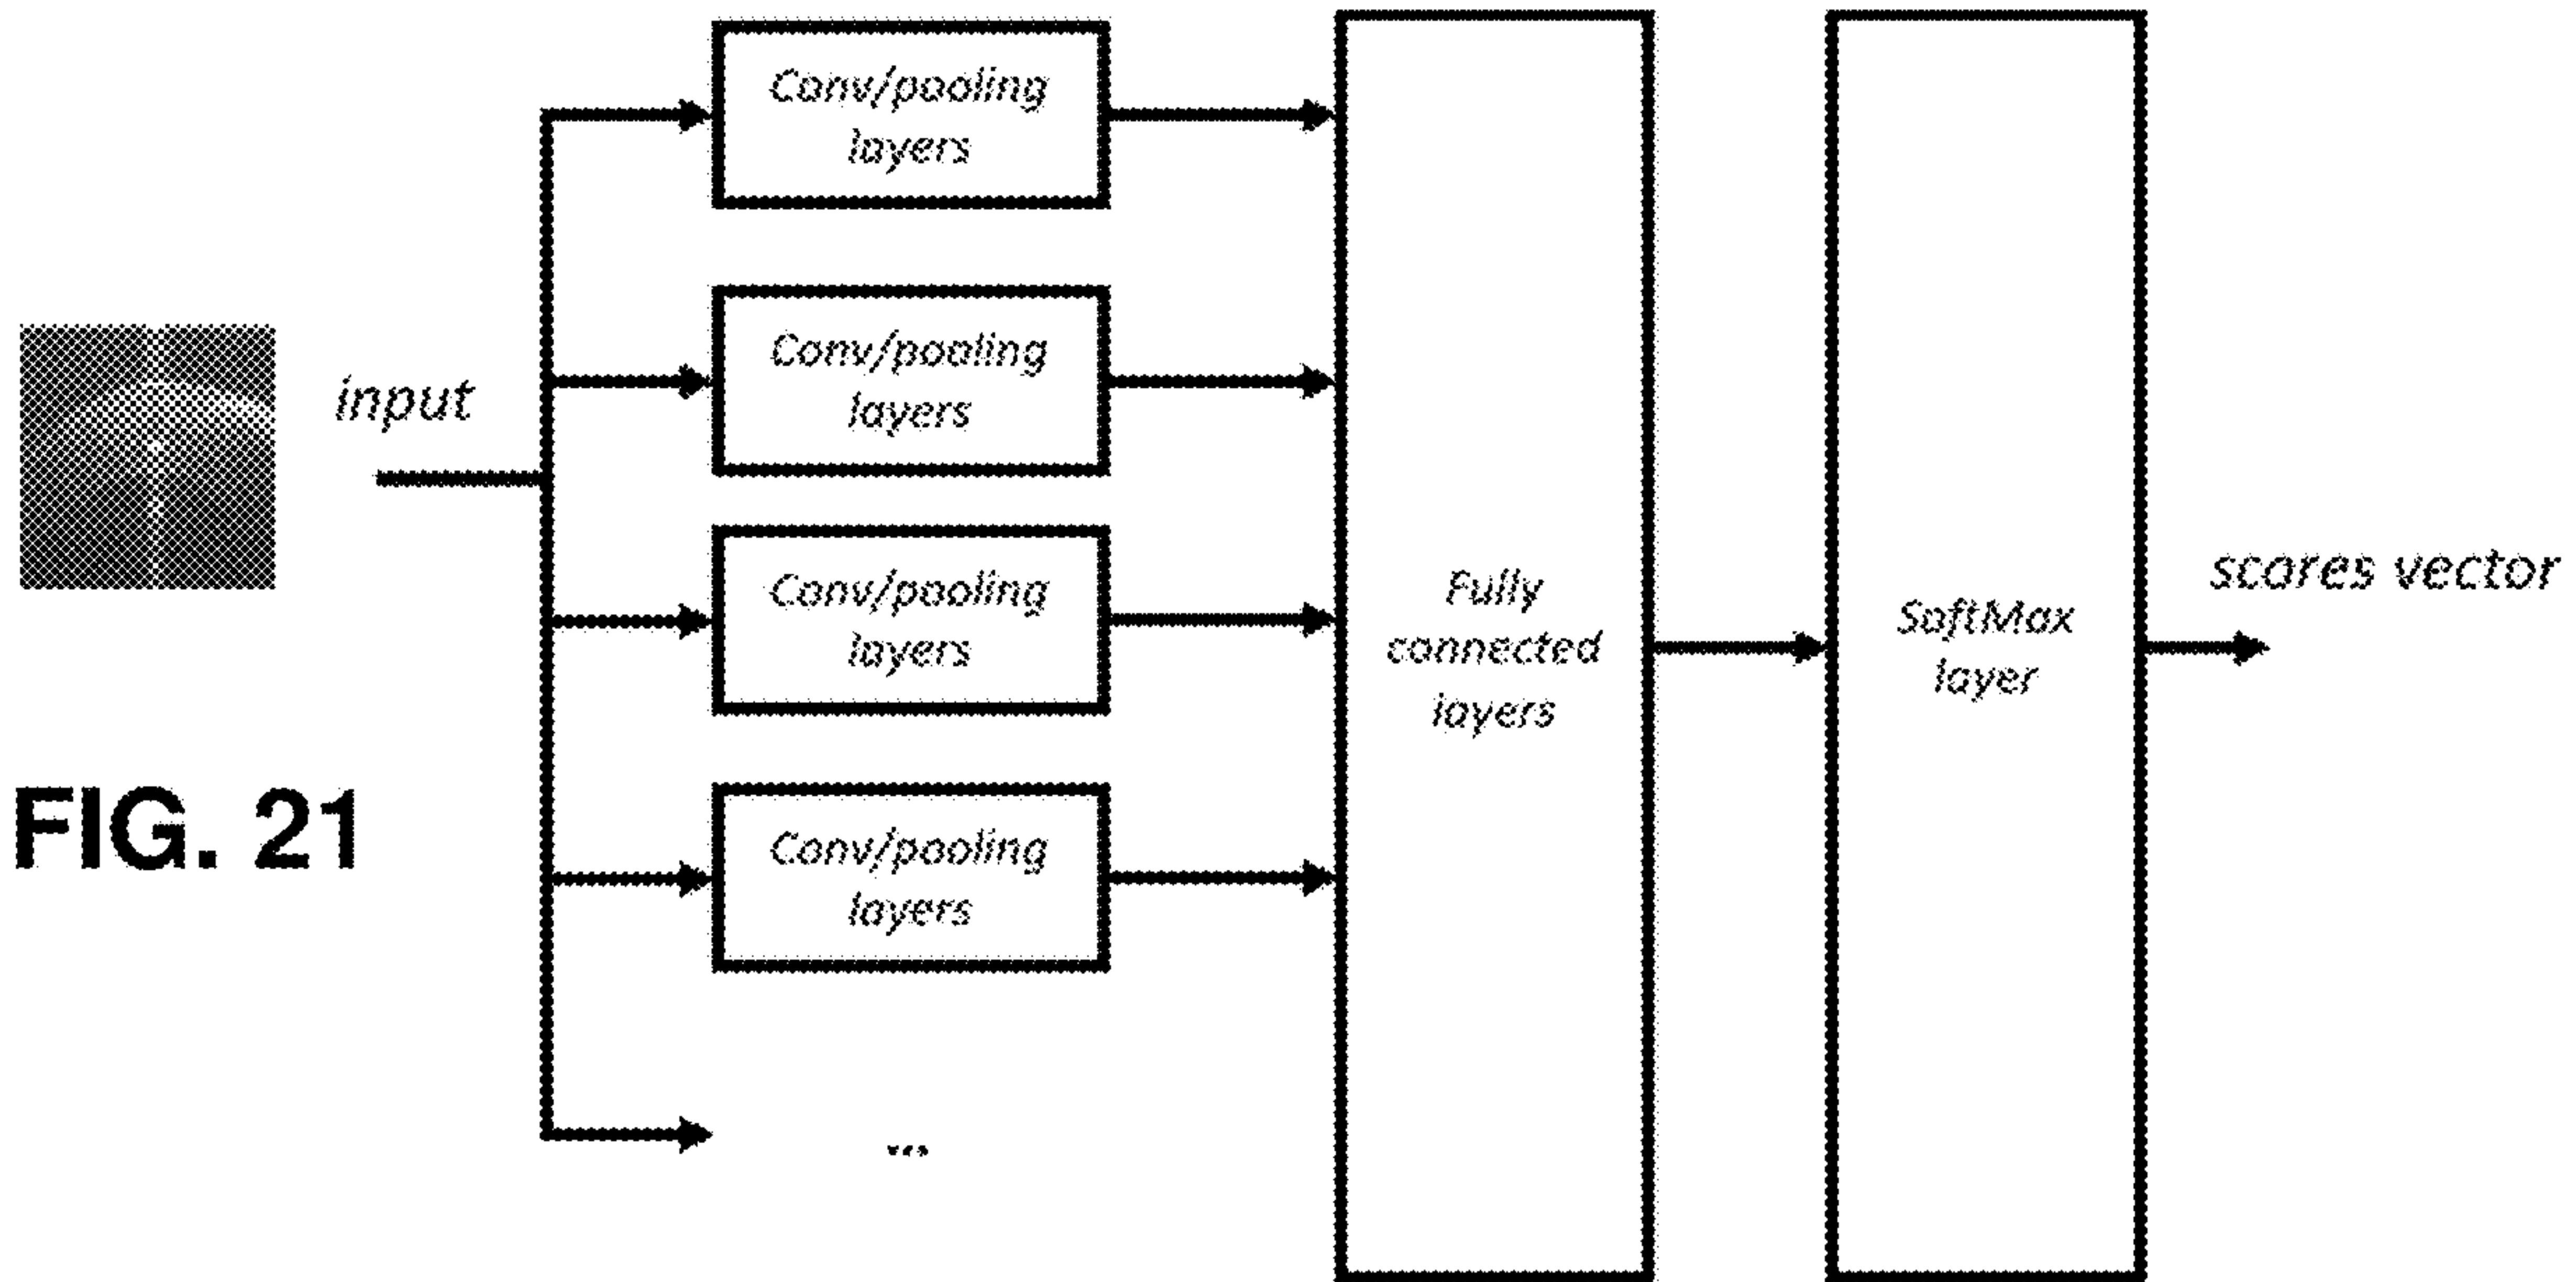 Conv/pooling
layers
Conv/pooling
layers
input
Conv/pooling
layers
Fully
connected
layers
SoftMax
layer
scores vector
FIG. 21
Conv/pooling
layers
...